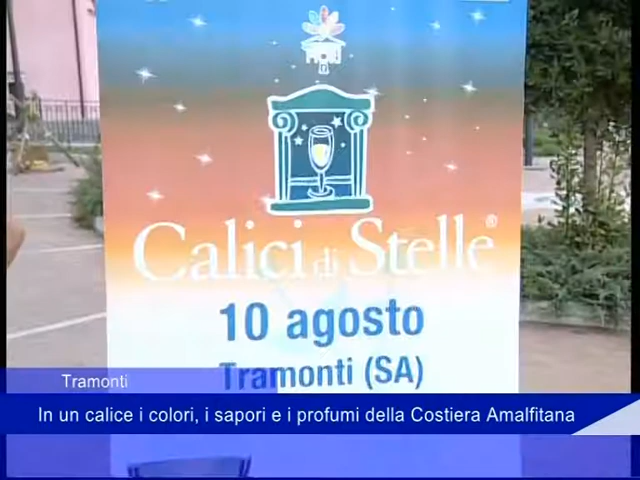 Calici di Stelle®
10 agosto
Tramonti (SA)
Tramonti
In un calice i colori, i sapori e i profumi della Costiera Amalfitana